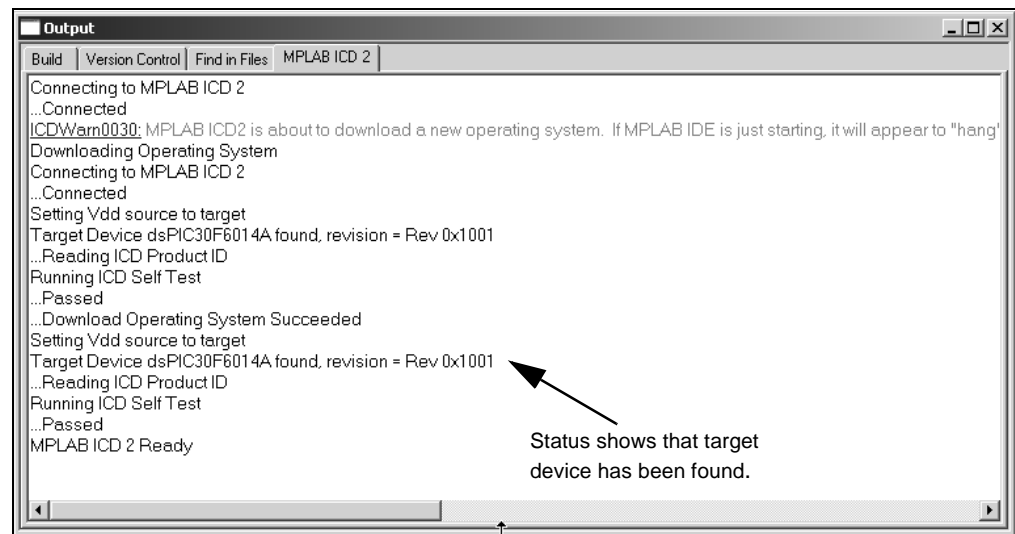 Output
Build Version Control Find in Files MPLAB ICD 2
Connecting to MPLAB ICD 2
...Connected
ICDWarn0030: MPLAB ICD2 is about to download a new operating system. If MPLAB IDE is just starting, it will appear to "hang"
Downloading Operating System
Connecting to MPLAB ICD 2
...Connected
Setting Vdd source to target
Target Device dsPIC30F6014A found, revision = Rev 0x1001
...Reading ICD Product ID
Running ICD Self Test
...Passed
...Download Operating System Succeeded
Setting Vdd source to target
Target Device dsPIC30F6014A found, revision = Rev 0x1001
...Reading ICD Product ID
Running ICD Self Test
...Passed
MPLAB ICD 2 Ready
Status shows that target
device has been found.